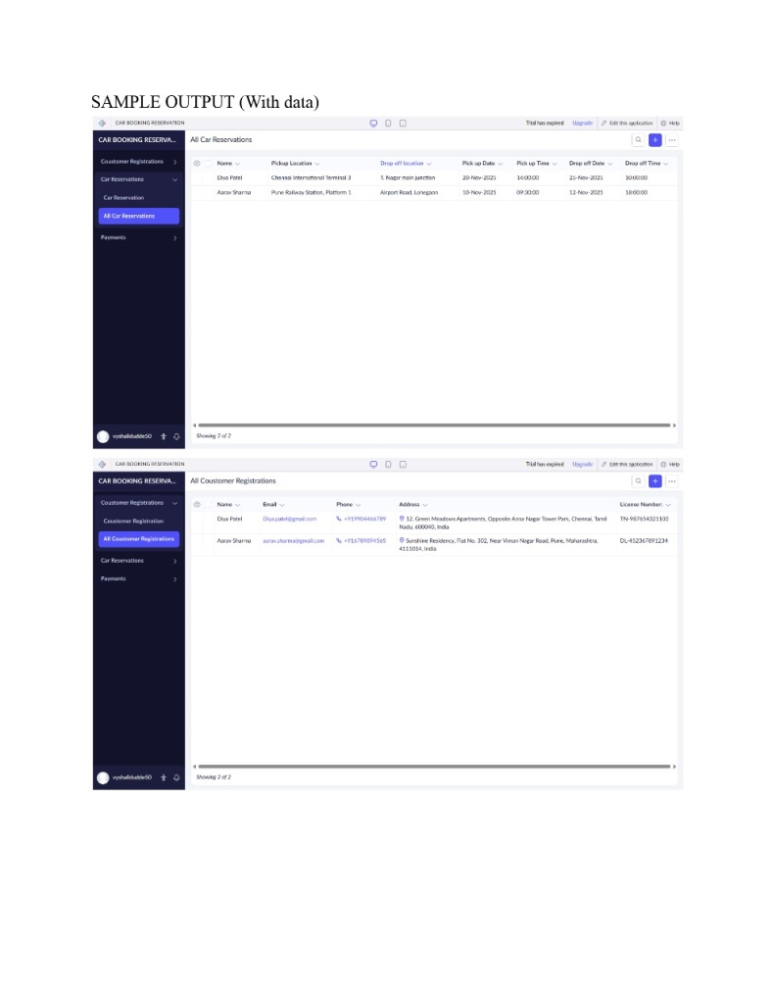 SAMPLE OUTPUT (With data)
CAR BOOKING RESERVATION
Trial has expired Upgrade Edit this application Help
CAR BOOKING RESERVA...
All Car Reservations
Coustomer Registrations
Car Reservations
Car Reservation
All Car Reservations
Payments
Name Pickup Location Drop off location Pick up Date Pick up Time Drop off Date Drop off Time
Diya Patel Chennai International Terminal 3 T. Nagar main junction 20-Nov-2025 14:00:00 25-Nov-2025 10:00:00
Aarav Sharma Pune Railway Station, Platform 1 Airport Road, Lonegaon 10-Nov-2025 09:30:00 12-Nov-2025 18:00:00
vyshalidudde50
Showing 2 of 2
CAR BOOKING RESERVATION
Trial has expired Upgrade Edit this application Help
CAR BOOKING RESERVA...
All Coustomer Registrations
Coustomer Registrations
Coustomer Registration
All Coustomer Registrations
Car Reservations
Payments
Name Email Phone Address License Number:
Diya Patel Diya.patel@gmail.com +919904466789 12, Green Meadows Apartments, Opposite Anna Nagar Tower Park, Chennai, Tamil
Nadu, 600040, India
TN-987654321100
Aarav Sharma aarav.sharma@gmail.com +916789894565 Sunshine Residency, Flat No. 302, Near Viman Nagar Road, Pune, Maharashtra,
4111014, India
DL-452367891234
vyshalidudde50
Showing 2 of 2